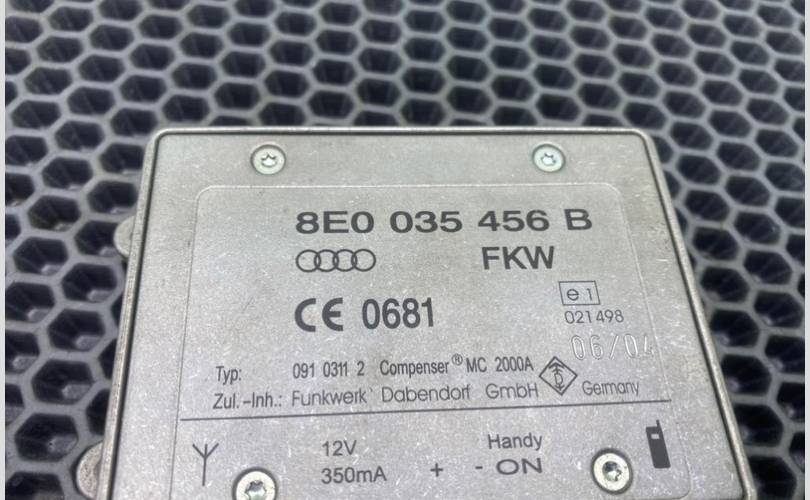 8E0 035 456 B
FKW
CE 0681
e1
021498
06/04
Typ: 091 0311 2 Compenser® MC 2000A
Zul.-Inh.: Funkwerk Dabendorf GmbH Germany
12V Handy
350mA + - ON